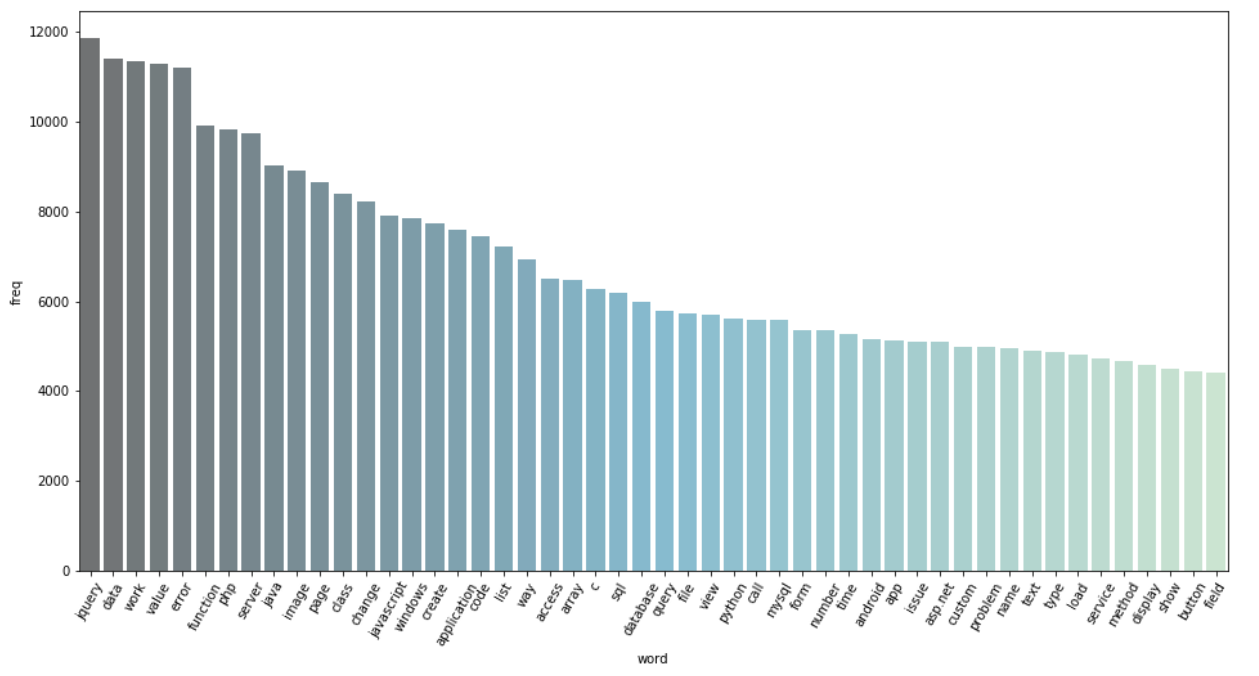 12000
10000
8000
6000
4000
2000
0
freq
jquery data work value error function php server java image page class change javascript windows create application code list way access array c sql database query file view python call mysql form number time android app issue asp.net custom problem name text type load service method display show button field
word